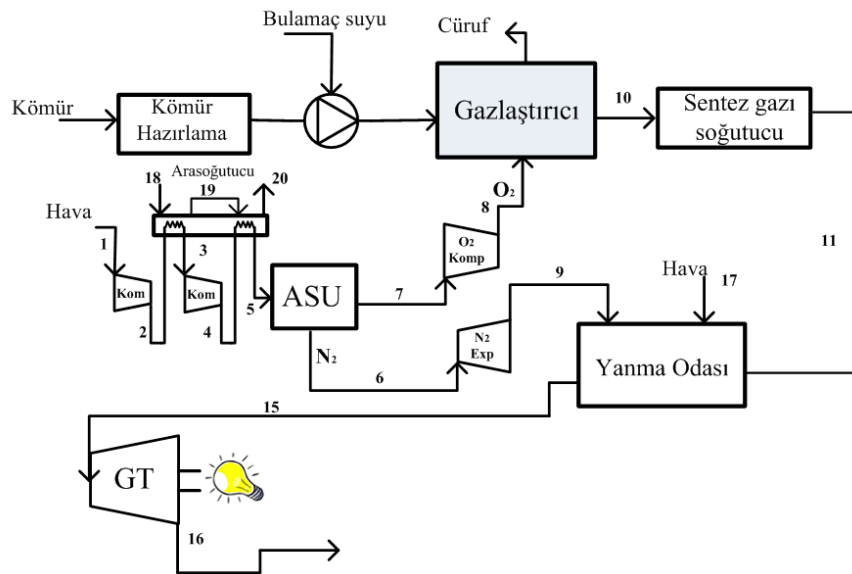 Bulamaç suyu
Cüruf
Kömür
Kömür
Hazırlama
Gazlaştırıcı
10
Sentez gazı
soğutucu
18
Arasoğutucu
19
20
Hava
1
3
Kom
Kom
2
4
5
ASU
7
O₂
8
O₂
Komp
11
9
Hava
17
N₂
6
N₂
Exp
Yanma Odası
15
GT
16